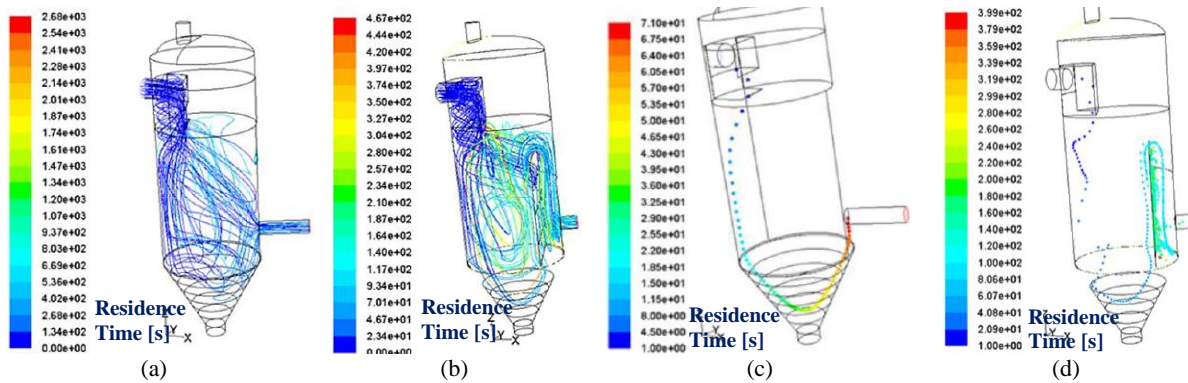 2.68e+03
2.54e+03
2.41e+03
2.28e+03
2.14e+03
2.01e+03
1.87e+03
1.74e+03
1.61e+03
1.47e+03
1.34e+03
1.20e+03
1.07e+03
9.37e+02
8.03e+02
6.69e+02
5.36e+02
4.02e+02
2.68e+02
1.34e+02
0.00e+00
Residence
Time [s]
Y
X
(a)
4.67e+02
4.44e+02
4.20e+02
3.97e+02
3.74e+02
3.50e+02
3.27e+02
3.04e+02
2.80e+02
2.57e+02
2.34e+02
2.10e+02
1.87e+02
1.64e+02
1.40e+02
1.17e+02
9.34e+01
7.01e+01
4.67e+01
2.34e+01
0.00e+00
Residence
Time [s]
Z
Y
X
(b)
7.10e+01
6.75e+01
6.40e+01
6.05e+01
5.70e+01
5.35e+01
5.00e+01
4.65e+01
4.30e+01
3.95e+01
3.60e+01
3.25e+01
2.90e+01
2.55e+01
2.20e+01
1.85e+01
1.50e+01
1.15e+01
8.00e+00
4.50e+00
1.00e+00
Residence
Time [s]
X
(c)
3.99e+02
3.79e+02
3.59e+02
3.39e+02
3.19e+02
2.99e+02
2.79e+02
2.60e+02
2.40e+02
2.20e+02
2.00e+02
1.80e+02
1.60e+02
1.40e+02
1.20e+02
1.00e+02
8.07e+01
6.08e+01
4.08e+01
2.09e+01
1.00e+00
Residence
Time [s]
X
(d)